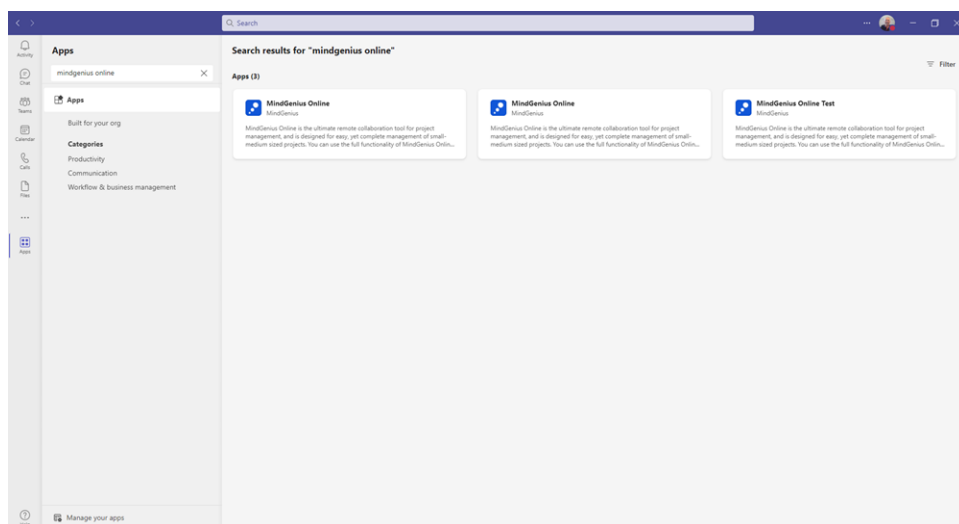 Search
Activity
Chat
Teams
Calendar
Calls
Files
Apps
Apps
mindgenius online
Apps
Built for your org
Categories
Productivity
Communication
Workflow & business management
Manage your apps
Search results for "mindgenius online"
Filter
Apps (3)
MindGenius Online
MindGenius
MindGenius Online is the ultimate remote collaboration tool for project
management, and is designed for easy, yet complete management of small-
medium sized projects. You can use the full functionality of MindGenius Onlin...
MindGenius Online
MindGenius
MindGenius Online is the ultimate remote collaboration tool for project
management, and is designed for easy, yet complete management of small-
medium sized projects. You can use the full functionality of MindGenius Onlin...
MindGenius Online Test
MindGenius
MindGenius Online is the ultimate remote collaboration tool for project
management, and is designed for easy, yet complete management of small-
medium sized projects. You can use the full functionality of MindGenius Onlin...